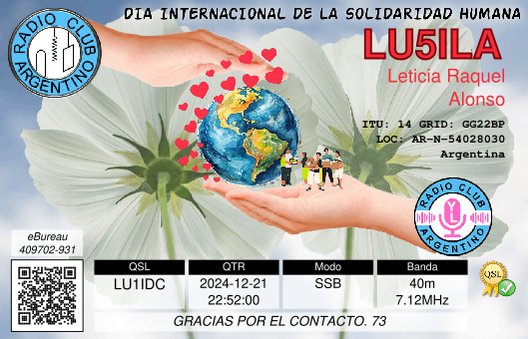 DIA INTERNACIONAL DE LA SOLIDARIDAD HUMANA
RADIO CLUB
ARGENTINO
LU5ILA
Leticia Raquel
Alonso
ITU: 14 GRID: GG22BP
LOC: AR-N-54028030
Argentina
RADIO CLUB
ARGENTINO
eBureau
409702-931
QSL QTR Modo Banda
LU1IDC 2024-12-21 SSB 40m
22:52:00 7.12MHz
QSL
GRACIAS POR EL CONTACTO. 73